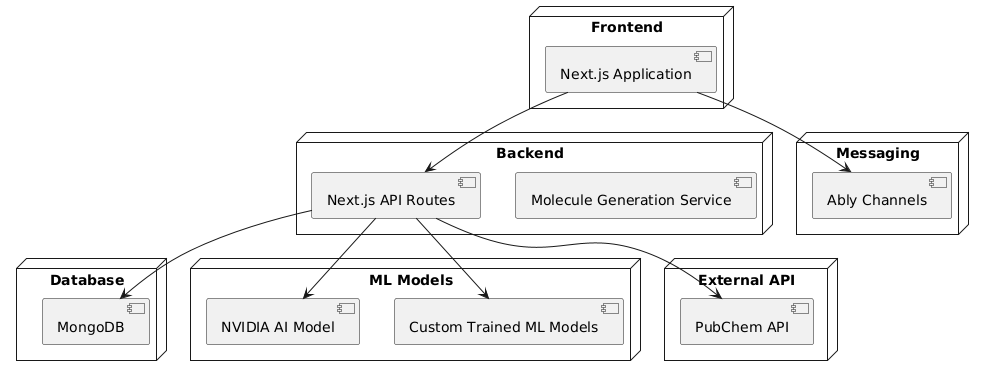 Frontend
Next.js Application
Backend
Messaging
Next.js API Routes
Molecule Generation Service
Ably Channels
Database
ML Models
External API
MongoDB
NVIDIA AI Model
Custom Trained ML Models
PubChem API